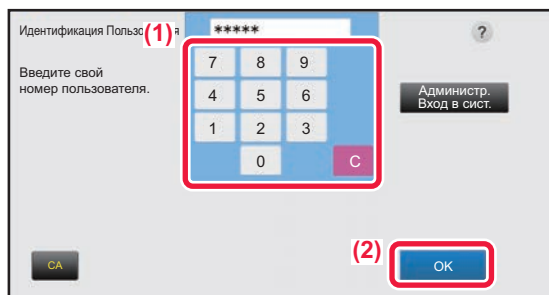 Идентификация Пользователя (1) ***** ?
Введите свой
номер пользователя.
7 8 9
4 5 6
1 2 3
0 C
Администр.
Вход в сист.
(2)
CA OK